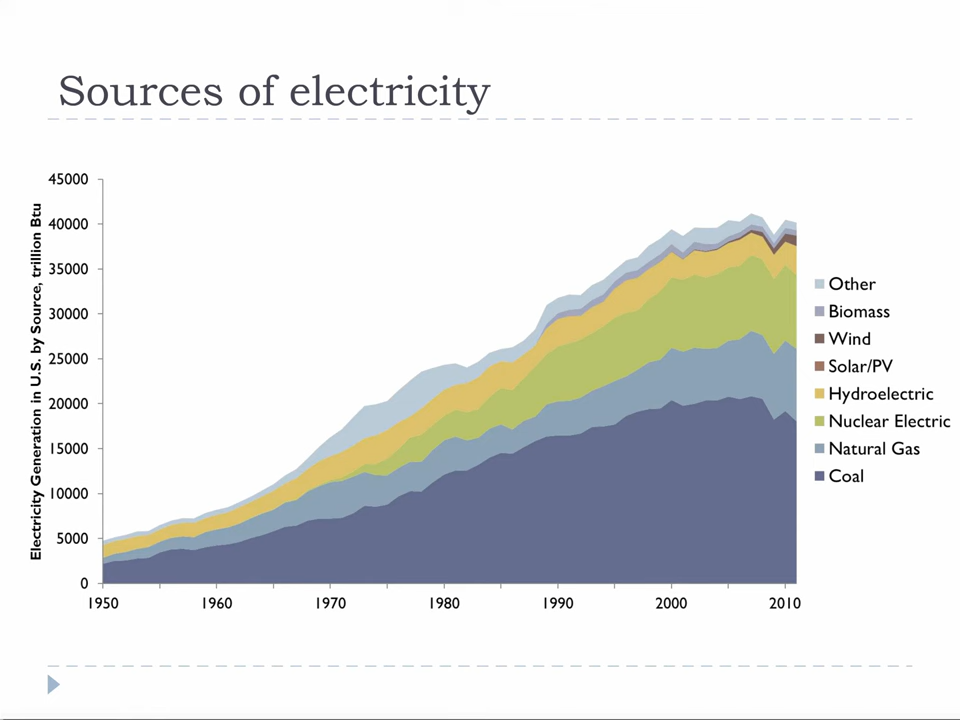 Sources of electricity
Electricity Generation in U.S. by Source, trillion Btu
45000
40000
35000
30000
25000
20000
15000
10000
5000
0
1950 1960 1970 1980 1990 2000 2010
Other
Biomass
Wind
Solar/PV
Hydroelectric
Nuclear Electric
Natural Gas
Coal